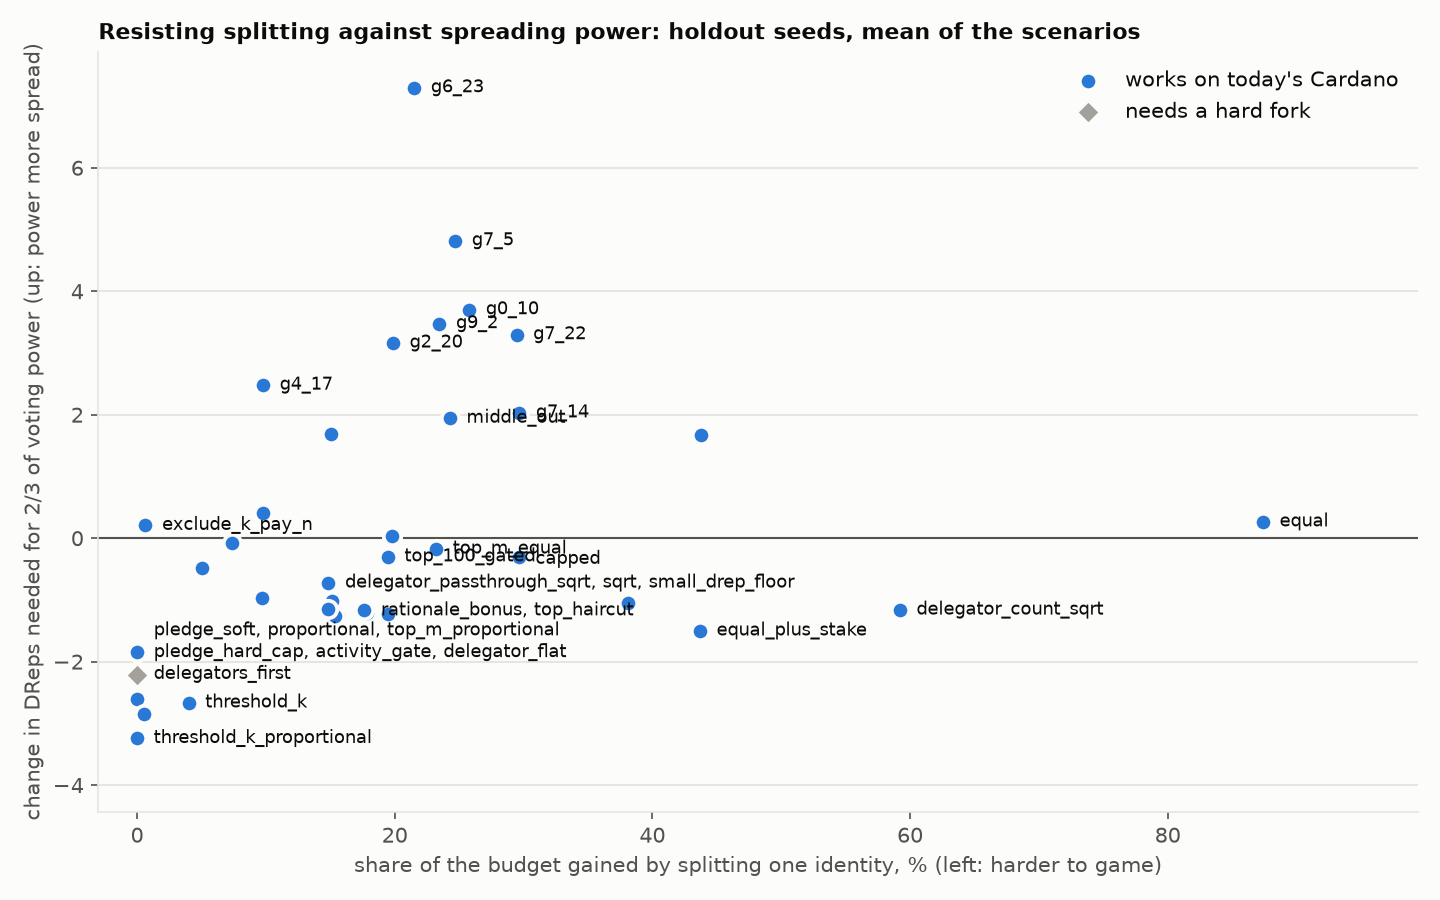 Resisting splitting against spreading power: holdout seeds, mean of the scenarios
works on today's Cardano
needs a hard fork
change in DReps needed for 2/3 of voting power (up: power more spread)
6
4
2
0
−2
−4
g6_23
g7_5
g0_10
g9_2
g7_22
g2_20
g4_17
g7_14
middle_out
exclude_k_pay_n
equal
top_m_equal
top_100_gated
capped
delegator_passthrough_sqrt, sqrt, small_drep_floor
rationale_bonus, top_haircut
delegator_count_sqrt
pledge_soft, proportional, top_m_proportional
equal_plus_stake
pledge_hard_cap, activity_gate, delegator_flat
delegators_first
threshold_k
threshold_k_proportional
0
20
40
60
80
share of the budget gained by splitting one identity, % (left: harder to game)